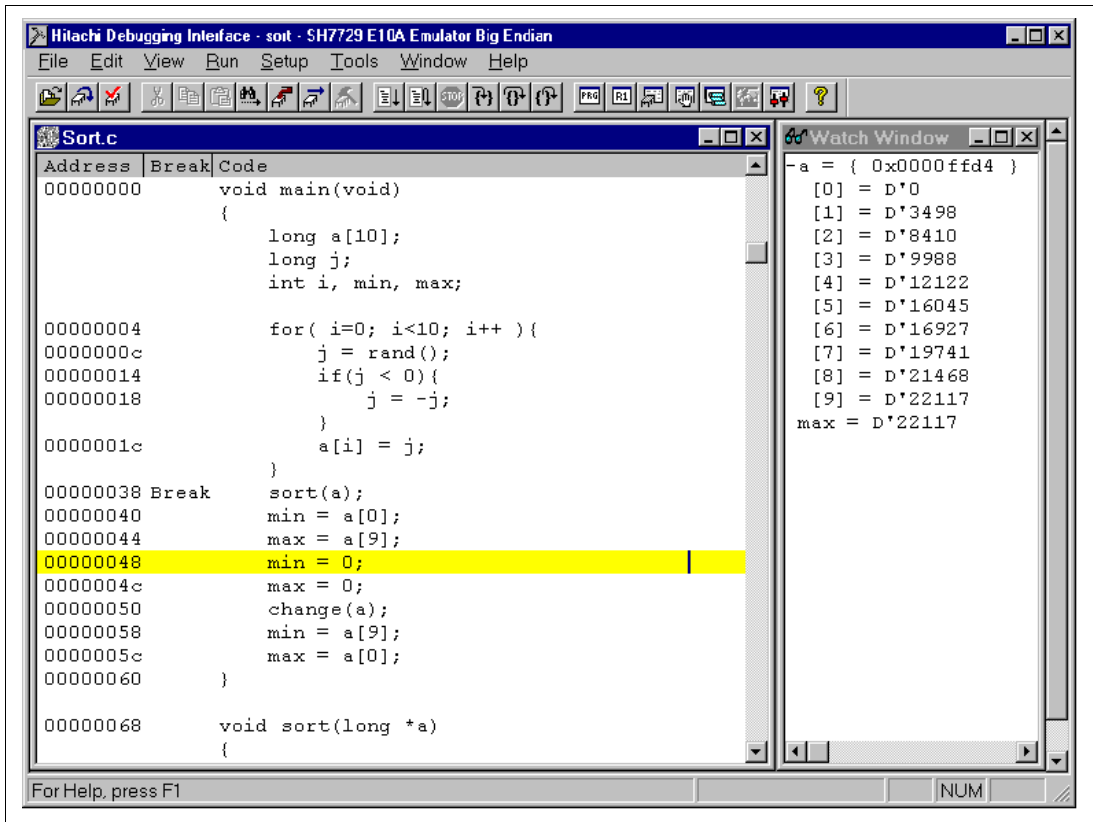 Hitachi Debugging Interface - sort - SH7729 E10A Emulator Big Endian
File Edit View Run Setup Tools Window Help
STOP PRG R1 ?
Sort.c
Address Break Code
00000000 void main(void)
{
long a[10];
long j;
int i, min, max;
00000004 for( i=0; i<10; i++ ){
0000000c j = rand();
00000014 if(j < 0){
00000018 j = -j;
}
0000001c a[i] = j;
}
00000038 Break sort(a);
00000040 min = a[0];
00000044 max = a[9];
00000048 min = 0;
0000004c max = 0;
00000050 change(a);
00000058 min = a[9];
0000005c max = a[0];
00000060 }
00000068 void sort(long *a)
{
Watch Window
-a = { 0x0000ffd4 }
[0] = D'0
[1] = D'3498
[2] = D'8410
[3] = D'9988
[4] = D'12122
[5] = D'16045
[6] = D'16927
[7] = D'19741
[8] = D'21468
[9] = D'22117
max = D'22117
For Help, press F1
NUM